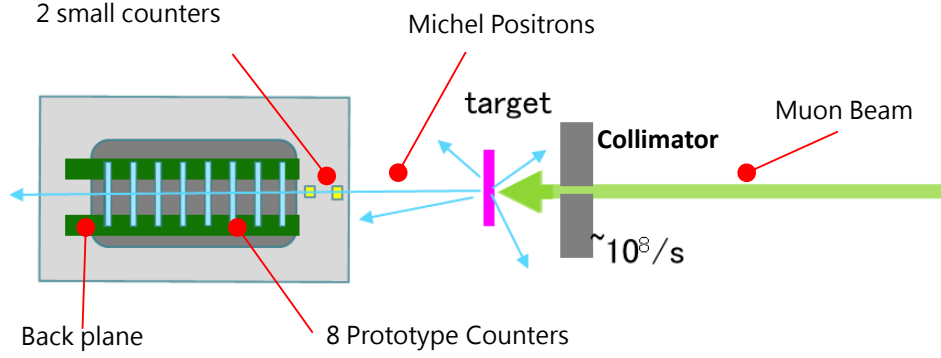 2 small counters
Michel Positrons
target
Collimator
Muon Beam
~10⁸/s
Back plane
8 Prototype Counters